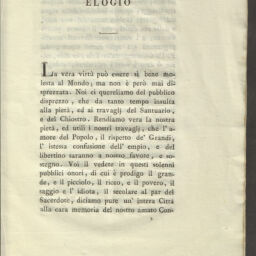 ELOGIO
La vera virtù può essere sì bene mo-
lesta al Mondo; ma non è però mai di-
sprezzata. Noi ci quereliamo del pubblico
disprezzo, che da tanto tempo insulta
alla pietà, ed ai travaglj del Santuario,
e del Chiostro. Rendiamo vera la nostra
pietà, ed utili i nostri travaglj; che l'a-
more del Popolo, il rispetto de' Grandi,
l' istessa confusione dell' empio, e del
libertino saranno a nostro favore, e so-
stegno. Voi il vedete in questi solenni
pubblici onori, di cui è prodigo il gran-
de, e il picciolo, il ricco, e il povero, il
saggio e l' idiota, il secolare al par del
Sacerdote, diciamo pure un' intera Città
alla cara memoria del nostro amato Con-